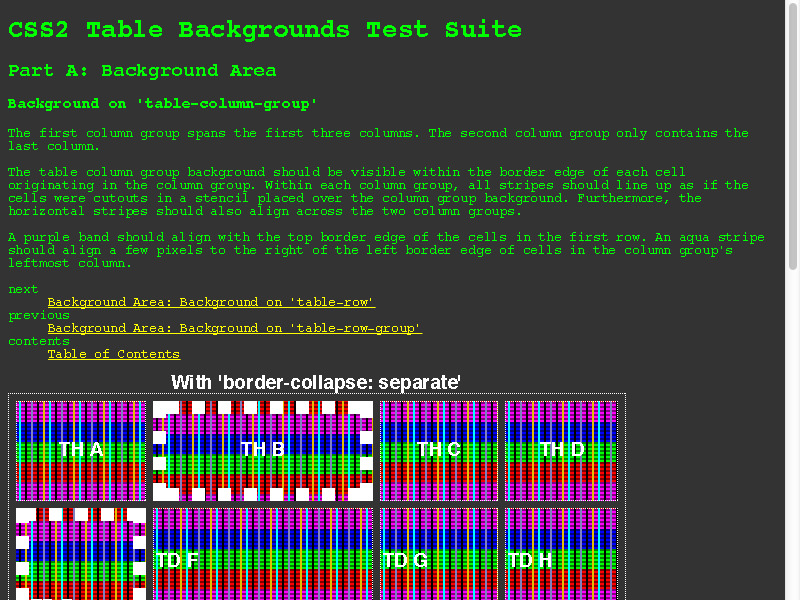 CSS2 Table Backgrounds Test Suite
Part A: Background Area
Background on 'table-column-group'
The first column group spans the first three columns. The second column group only contains the
last column.
The table column group background should be visible within the border edge of each cell
originating in the column group. Within each column group, all stripes should line up as if the
cells were cutouts in a stencil placed over the column group background. Furthermore, the
horizontal stripes should also align across the two column groups.
A purple band should align with the top border edge of the cells in the first row. An aqua stripe
should align a few pixels to the right of the left border edge of cells in the column group's
leftmost column.
next
Background Area: Background on 'table-row'
previous
Background Area: Background on 'table-row-group'
contents
Table of Contents
With 'border-collapse: separate'
TH A TH B TH C TH D
TD F TD G TD H